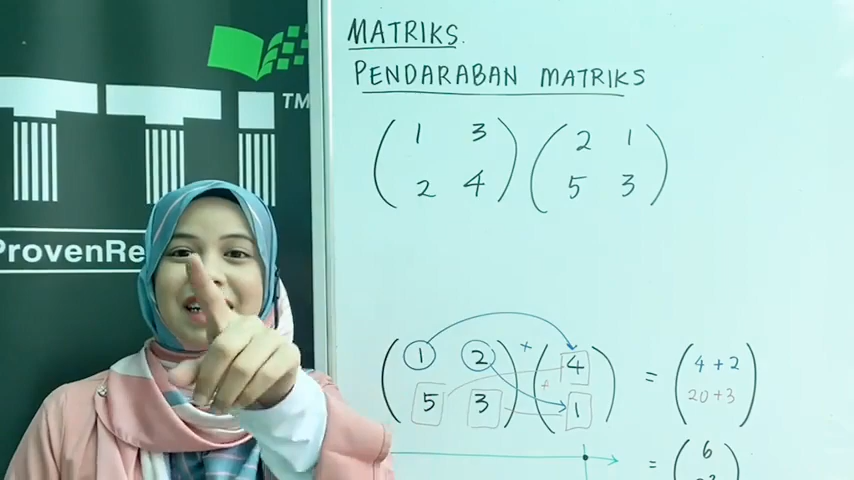 TTi TM
ProvenRe
MATRIKS.
PENDARABAN MATRIKS
( 1 3 ) ( 2 1 )
( 2 4 ) ( 5 3 )
( 1 2 ) + ( 4 ) = ( 4 + 2 )
( 5 3 ) + ( 1 ) ( 20 + 3 )
= ( 6